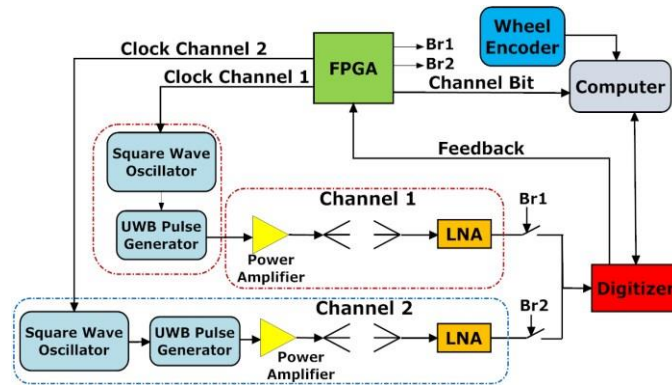 Clock Channel 2
Clock Channel 1
FPGA
Br1
Br2
Channel Bit
Wheel
Encoder
Computer
Feedback
Square Wave
Oscillator
UWB Pulse
Generator
Channel 1
Power
Amplifier
LNA
Br1
Digitizer
Channel 2
Square Wave
Oscillator
UWB Pulse
Generator
Power
Amplifier
LNA
Br2